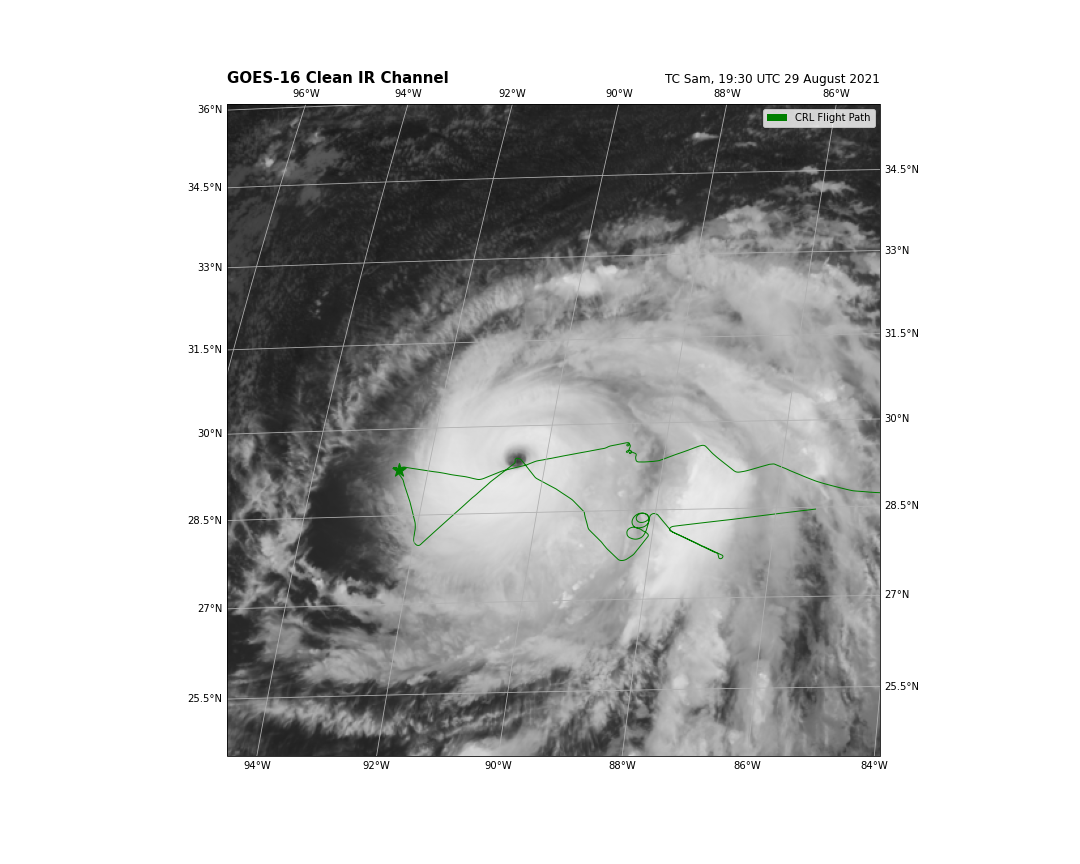 GOES-16 Clean IR Channel
TC Sam, 19:30 UTC 29 August 2021
96°W 94°W 92°W 90°W 88°W 86°W
CRL Flight Path
36°N
34.5°N 34.5°N
33°N 33°N
31.5°N 31.5°N
30°N 30°N
28.5°N 28.5°N
27°N 27°N
25.5°N 25.5°N
94°W 92°W 90°W 88°W 86°W 84°W